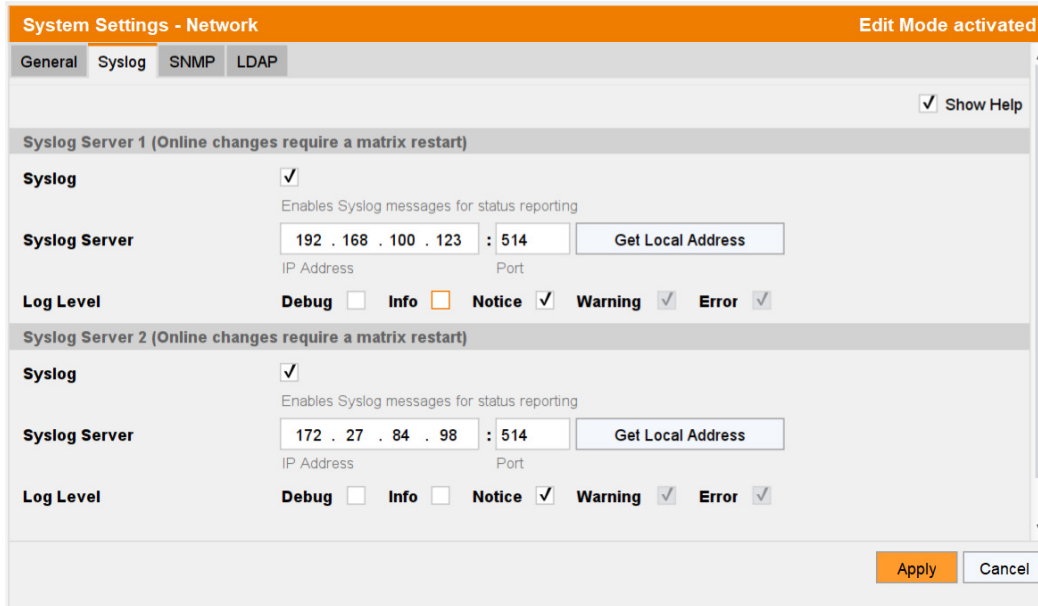 System Settings - Network Edit Mode activated
General Syslog SNMP LDAP
Show Help
Syslog Server 1 (Online changes require a matrix restart)
Syslog
Enables Syslog messages for status reporting
Syslog Server 192 . 168 . 100 . 123 : 514 Get Local Address
IP Address Port
Log Level Debug Info Notice Warning Error
Syslog Server 2 (Online changes require a matrix restart)
Syslog
Enables Syslog messages for status reporting
Syslog Server 172 . 27 . 84 . 98 : 514 Get Local Address
IP Address Port
Log Level Debug Info Notice Warning Error
Apply Cancel